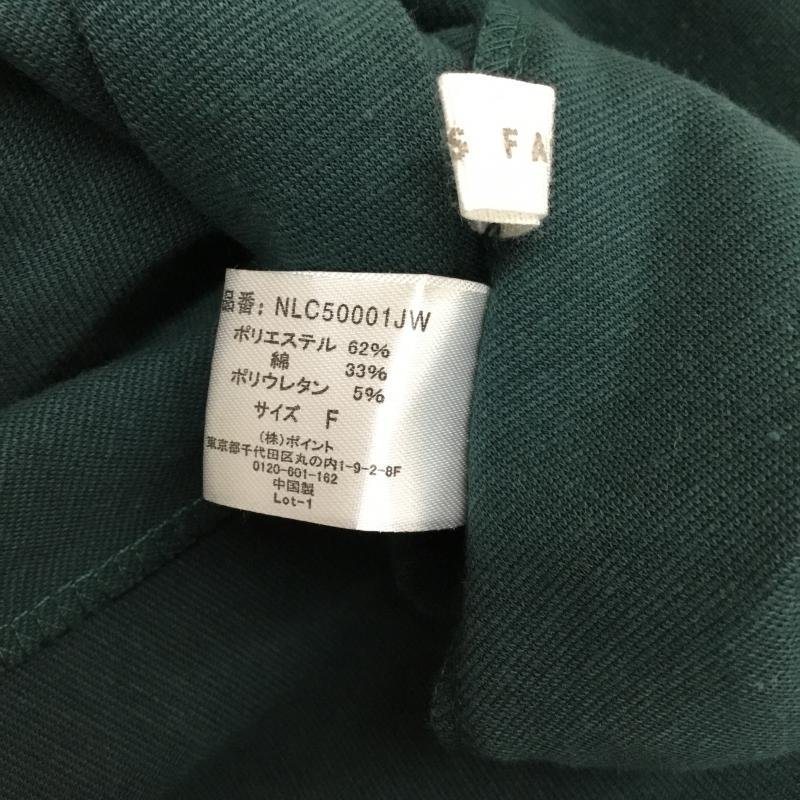 S FA
品番: NLC50001JW
ポリエステル 62%
綿 33%
ポリウレタン 5%
サイズ F
(株)ポイント
東京都千代田区丸の内1-9-2-8F
0120-601-162
中国製
Lot-1